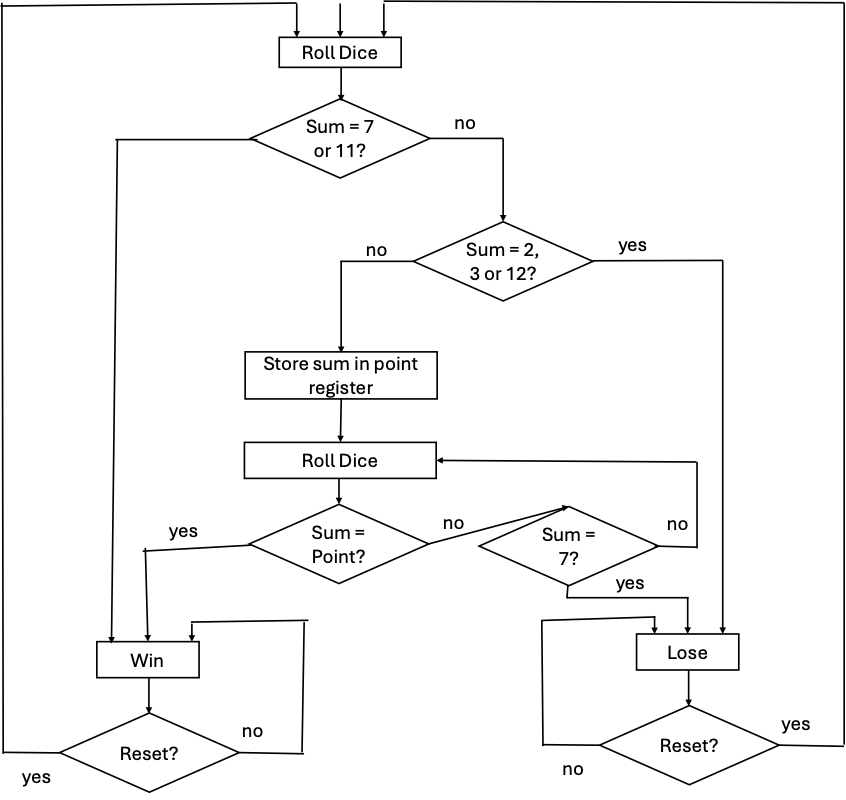 Roll Dice
Sum = 7
or 11?
no
Sum = 2,
3 or 12?
no
yes
Store sum in point
register
Roll Dice
Sum =
Point?
yes
no
Sum =
7?
no
yes
Win
Lose
Reset?
no
yes
Reset?
yes
no